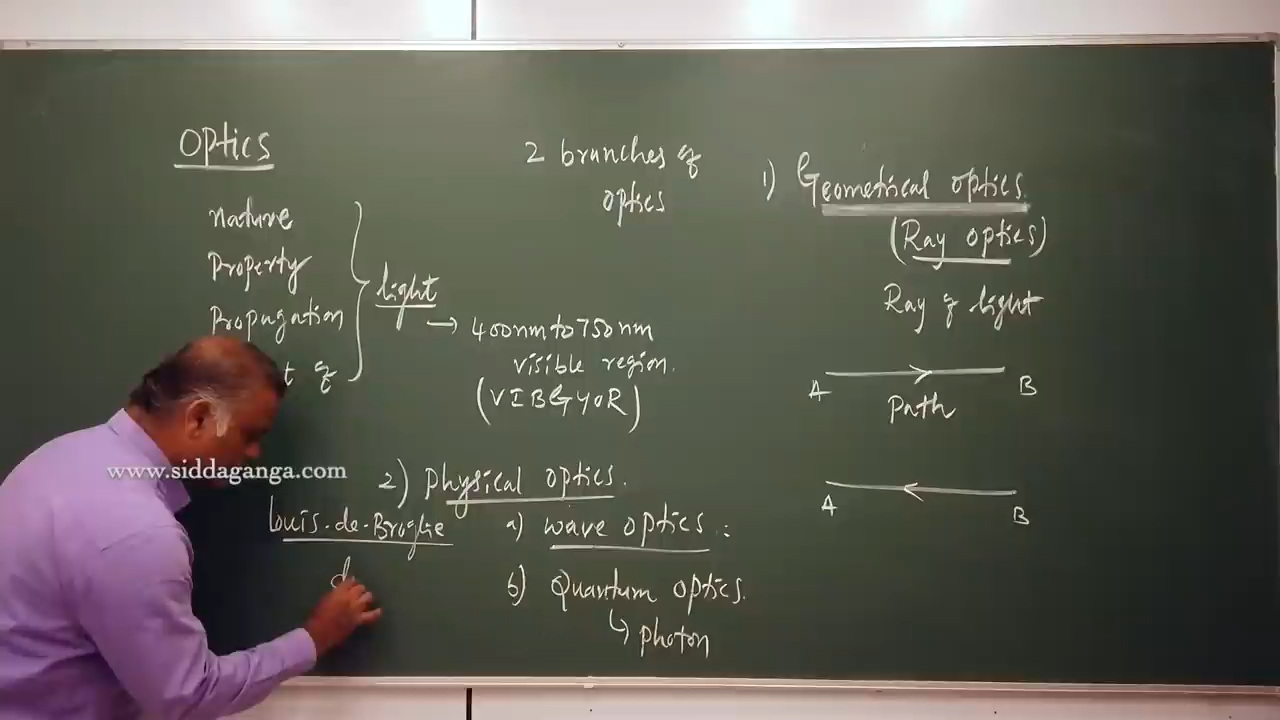 Optics
nature
Property
Propagation
light
→ 400nm to 750nm
visible region.
(VIBGYOR)
2 branches of
optics
1) Geometrical optics.
(Ray optics)
Ray of light
A B
Path
A B
2) Physical optics.
Louis-de-Broglie
a) wave optics :
b) Quantum optics.
↳ photon
www.siddaganga.com